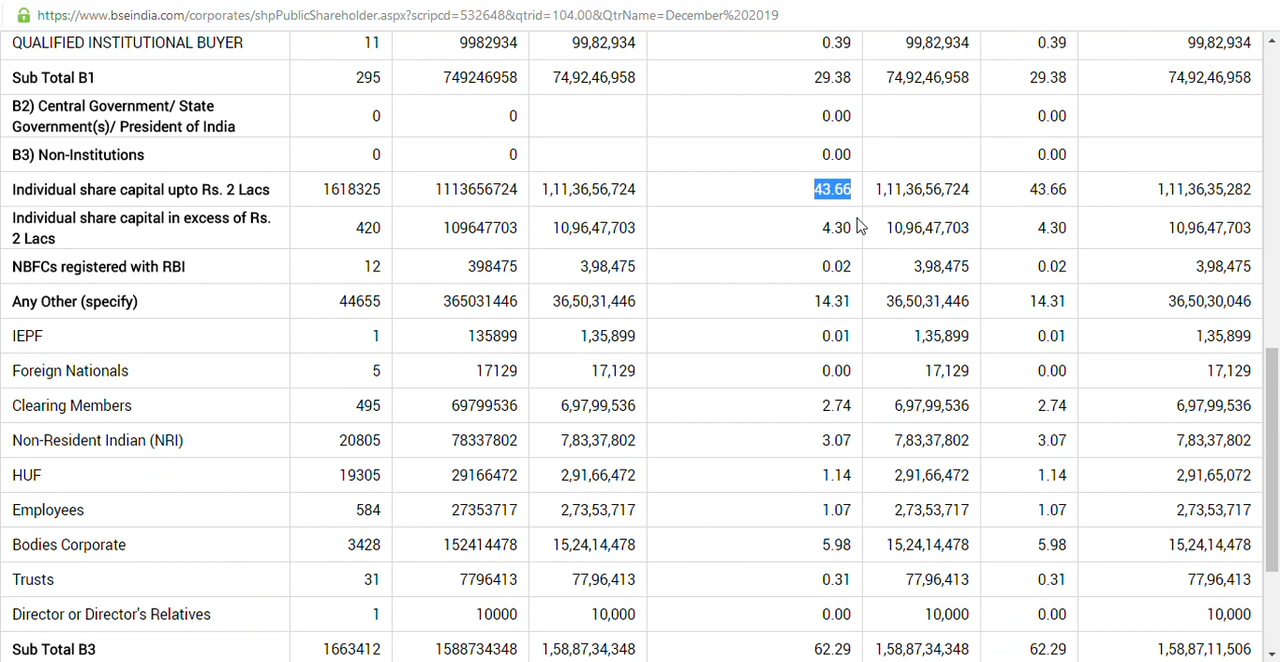 https://www.bseindia.com/corporates/shpPublicShareholder.aspx?scripcd=532648&qtrid=104.00&QtrName=December%202019
QUALIFIED INSTITUTIONAL BUYER 11 9982934 99,82,934 0.39 99,82,934 0.39 99,82,934
Sub Total B1 295 749246958 74,92,46,958 29.38 74,92,46,958 29.38 74,92,46,958
B2) Central Government/ State
Government(s)/ President of India 0 0 0.00 0.00
B3) Non-Institutions 0 0 0.00 0.00
Individual share capital upto Rs. 2 Lacs 1618325 1113656724 1,11,36,56,724 43.66 1,11,36,56,724 43.66 1,11,36,35,282
Individual share capital in excess of Rs.
2 Lacs 420 109647703 10,96,47,703 4.30 10,96,47,703 4.30 10,96,47,703
NBFCs registered with RBI 12 398475 3,98,475 0.02 3,98,475 0.02 3,98,475
Any Other (specify) 44655 365031446 36,50,31,446 14.31 36,50,31,446 14.31 36,50,30,046
IEPF 1 135899 1,35,899 0.01 1,35,899 0.01 1,35,899
Foreign Nationals 5 17129 17,129 0.00 17,129 0.00 17,129
Clearing Members 495 69799536 6,97,99,536 2.74 6,97,99,536 2.74 6,97,99,536
Non-Resident Indian (NRI) 20805 78337802 7,83,37,802 3.07 7,83,37,802 3.07 7,83,37,802
HUF 19305 29166472 2,91,66,472 1.14 2,91,66,472 1.14 2,91,65,072
Employees 584 27353717 2,73,53,717 1.07 2,73,53,717 1.07 2,73,53,717
Bodies Corporate 3428 152414478 15,24,14,478 5.98 15,24,14,478 5.98 15,24,14,478
Trusts 31 7796413 77,96,413 0.31 77,96,413 0.31 77,96,413
Director or Director's Relatives 1 10000 10,000 0.00 10,000 0.00 10,000
Sub Total B3 1663412 1588734348 1,58,87,34,348 62.29 1,58,87,34,348 62.29 1,58,87,11,506